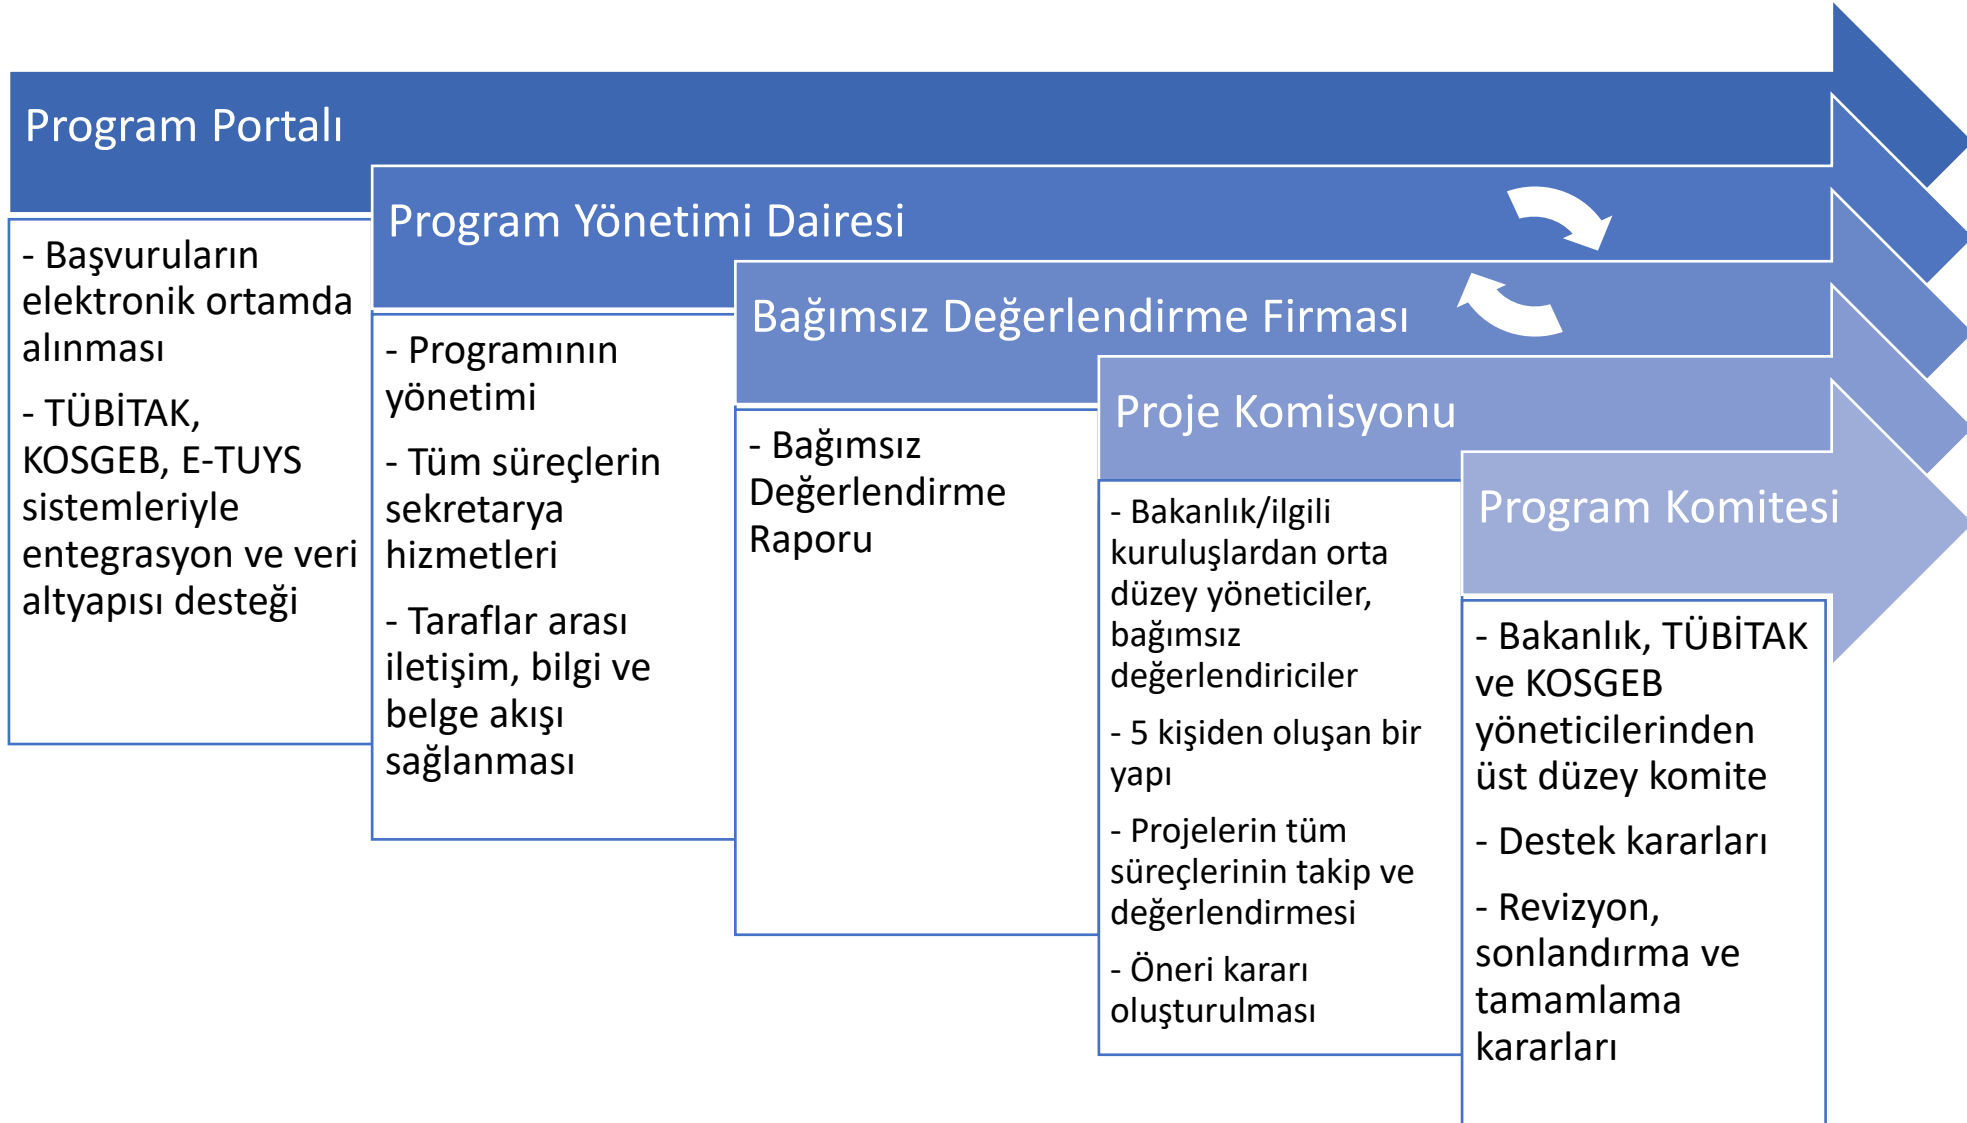 Program Portalı
- Başvuruların
elektronik ortamda
alınması
- TÜBİTAK,
KOSGEB, E-TUYS
sistemleriyle
entegrasyon ve veri
altyapısı desteği
Program Yönetimi Dairesi
- Programının
yönetimi
- Tüm süreçlerin
sekretarya
hizmetleri
- Taraflar arası
iletişim, bilgi ve
belge akışı
sağlanması
Bağımsız Değerlendirme Firması
- Bağımsız
Değerlendirme
Raporu
Proje Komisyonu
- Bakanlık/ilgili
kuruluşlardan orta
düzey yöneticiler,
bağımsız
değerlendiriciler
- 5 kişiden oluşan bir
yapı
- Projelerin tüm
süreçlerinin takip ve
değerlendirmesi
- Öneri kararı
oluşturulması
Program Komitesi
- Bakanlık, TÜBİTAK
ve KOSGEB
yöneticilerinden
üst düzey komite
- Destek kararları
- Revizyon,
sonlandırma ve
tamamlama
kararları